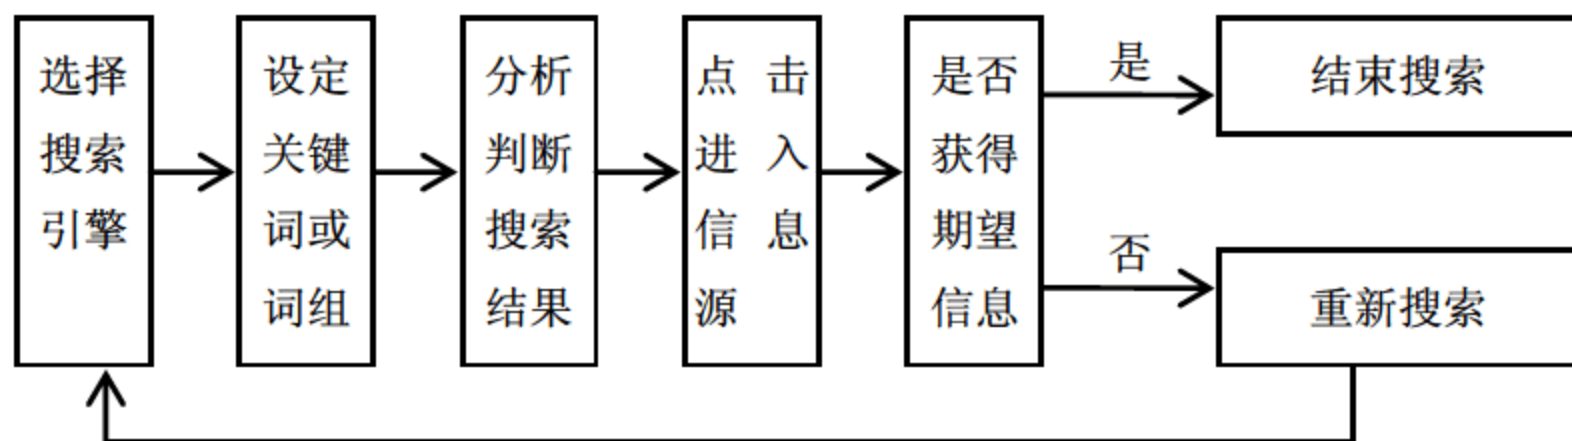 选择
搜索
引擎
设定
关键
词或
词组
分析
判断
搜索
结果
点击
进入
信息
源
是否
获得
期望
信息
是
结束搜索
否
重新搜索